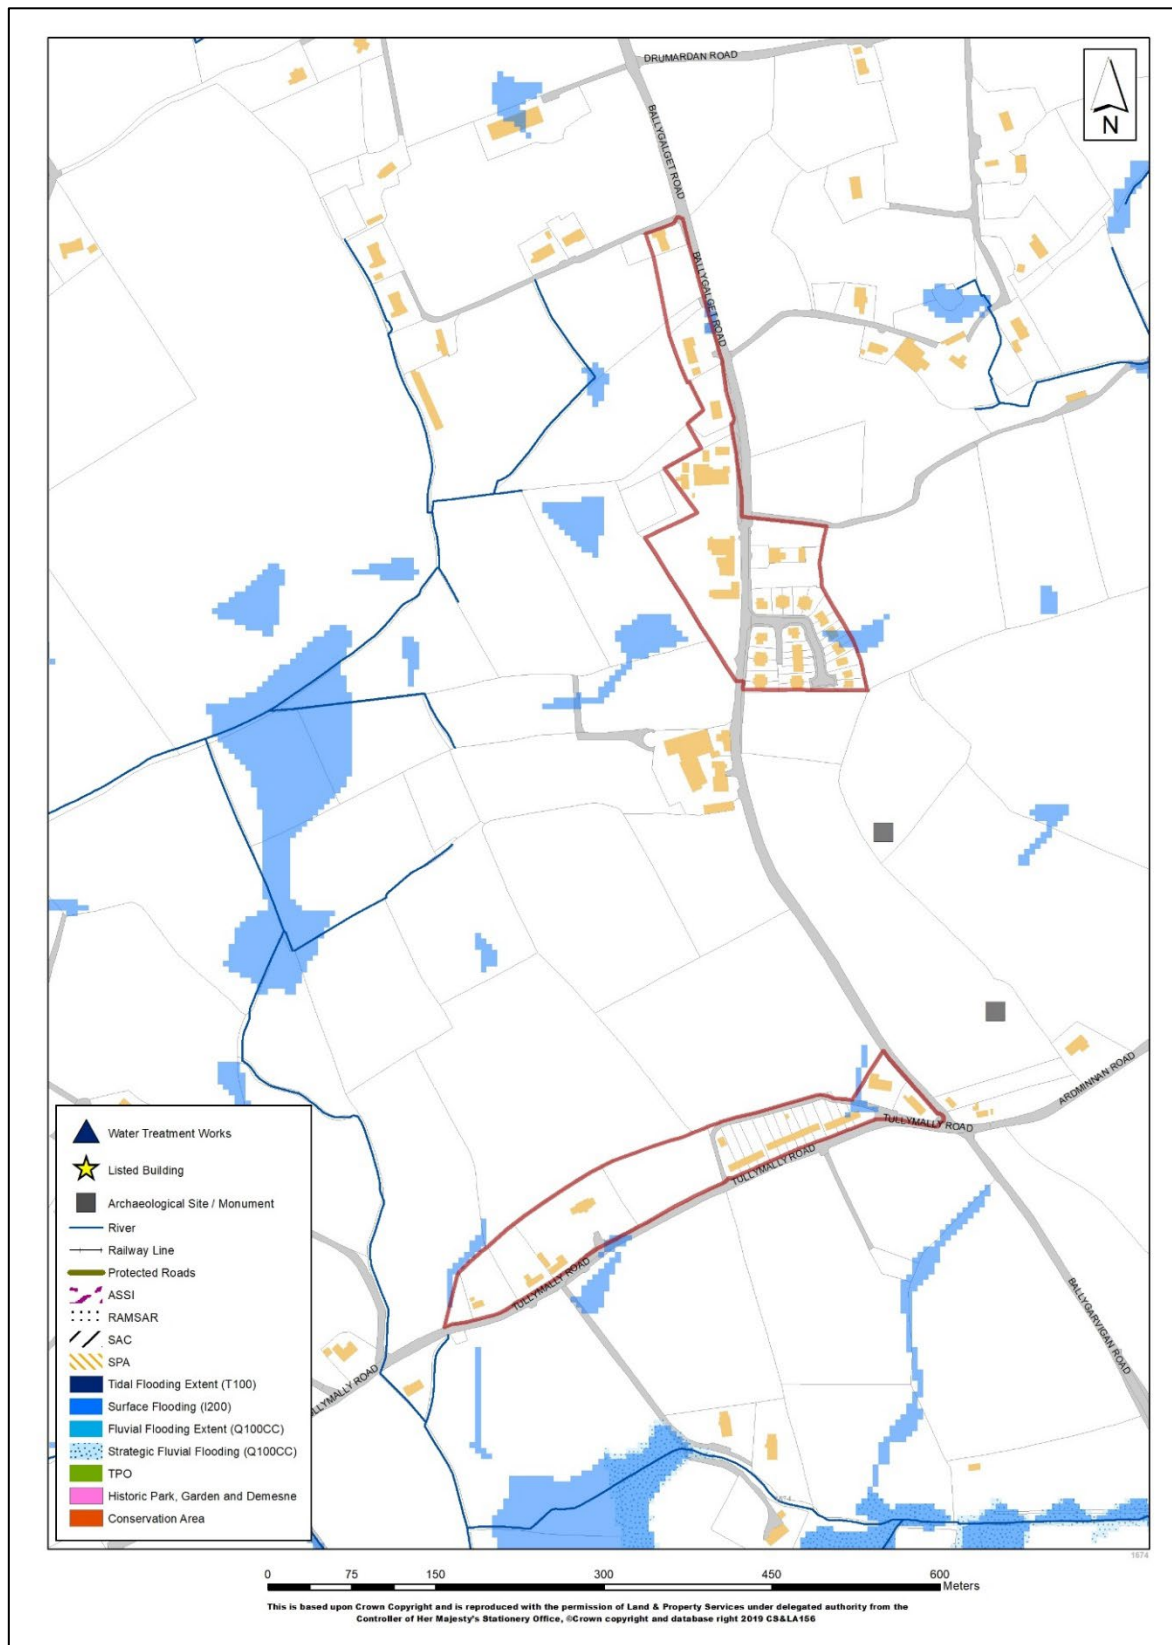 DRUMARDAN ROAD
N
BALLYGALGET ROAD
BALLYGALGET ROAD
ARDMINNAN ROAD
TULLYMALLY ROAD
TULLYMALLY ROAD
TULLYMALLY ROAD
BALLYGARVIGAN ROAD
ULLYMALLY ROAD
Water Treatment Works
Listed Building
Archaeological Site / Monument
River
Railway Line
Protected Roads
ASSI
RAMSAR
SAC
SPA
Tidal Flooding Extent (T100)
Surface Flooding (I200)
Fluvial Flooding Extent (Q100CC)
Strategic Fluvial Flooding (Q100CC)
TPO
Historic Park, Garden and Demesne
Conservation Area
1674
0 75 150 300 450 600
Meters
This is based upon Crown Copyright and is reproduced with the permission of Land & Property Services under delegated authority from the
Controller of Her Majesty's Stationery Office, ©Crown copyright and database right 2019 CS&LA156